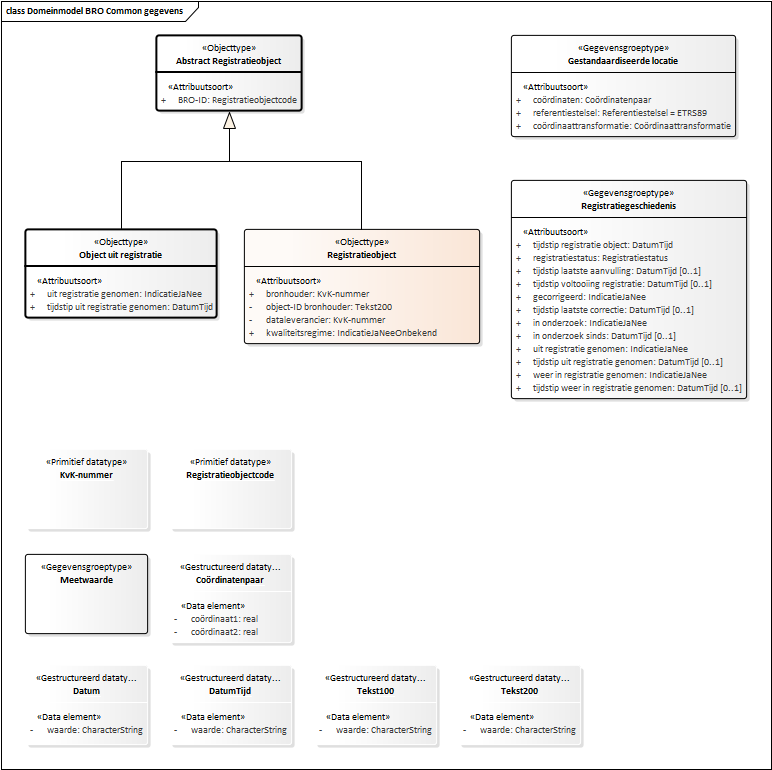 class Domeinmodel BRO Common gegevens
«Objecttype»
Abstract Registratieobject
«Attribuutsoort»
+ BRO-ID: Registratieobjectcode
«Gegevensgroeptype»
Gestandaardiseerde locatie
«Attribuutsoort»
+ coördinaten: Coördinatenpaar
+ referentiestelsel: Referentiestelsel = ETRS89
+ coördinaattransformatie: Coördinaattransformatie
«Objecttype»
Object uit registratie
«Attribuutsoort»
+ uit registratie genomen: IndicatieJaNee
+ tijdstip uit registratie genomen: DatumTijd
«Objecttype»
Registratieobject
«Attribuutsoort»
+ bronhouder: KvK-nummer
- object-ID bronhouder: Tekst200
- dataleverancier: KvK-nummer
+ kwaliteitsregime: IndicatieJaNeeOnbekend
«Gegevensgroeptype»
Registratiegeschiedenis
«Attribuutsoort»
+ tijdstip registratie object: DatumTijd
+ registratiestatus: Registratiestatus
+ tijdstip laatste aanvulling: DatumTijd [0..1]
+ tijdstip voltooiing registratie: DatumTijd [0..1]
+ gecorrigeerd: IndicatieJaNee
+ tijdstip laatste correctie: DatumTijd [0..1]
+ in onderzoek: IndicatieJaNee
+ in onderzoek sinds: DatumTijd [0..1]
+ uit registratie genomen: IndicatieJaNee
+ tijdstip uit registratie genomen: DatumTijd [0..1]
+ weer in registratie genomen: IndicatieJaNee
+ tijdstip weer in registratie genomen: DatumTijd [0..1]
«Primitief datatype»
KvK-nummer
«Primitief datatype»
Registratieobjectcode
«Gegevensgroeptype»
Meetwaarde
«Gestructureerd dataty...
Coördinatenpaar
«Data element»
- coördinaat1: real
- coördinaat2: real
«Gestructureerd dataty...
Datum
«Data element»
- waarde: CharacterString
«Gestructureerd dataty...
DatumTijd
«Data element»
- waarde: CharacterString
«Gestructureerd dataty...
Tekst100
«Data element»
- waarde: CharacterString
«Gestructureerd dataty...
Tekst200
«Data element»
- waarde: CharacterString